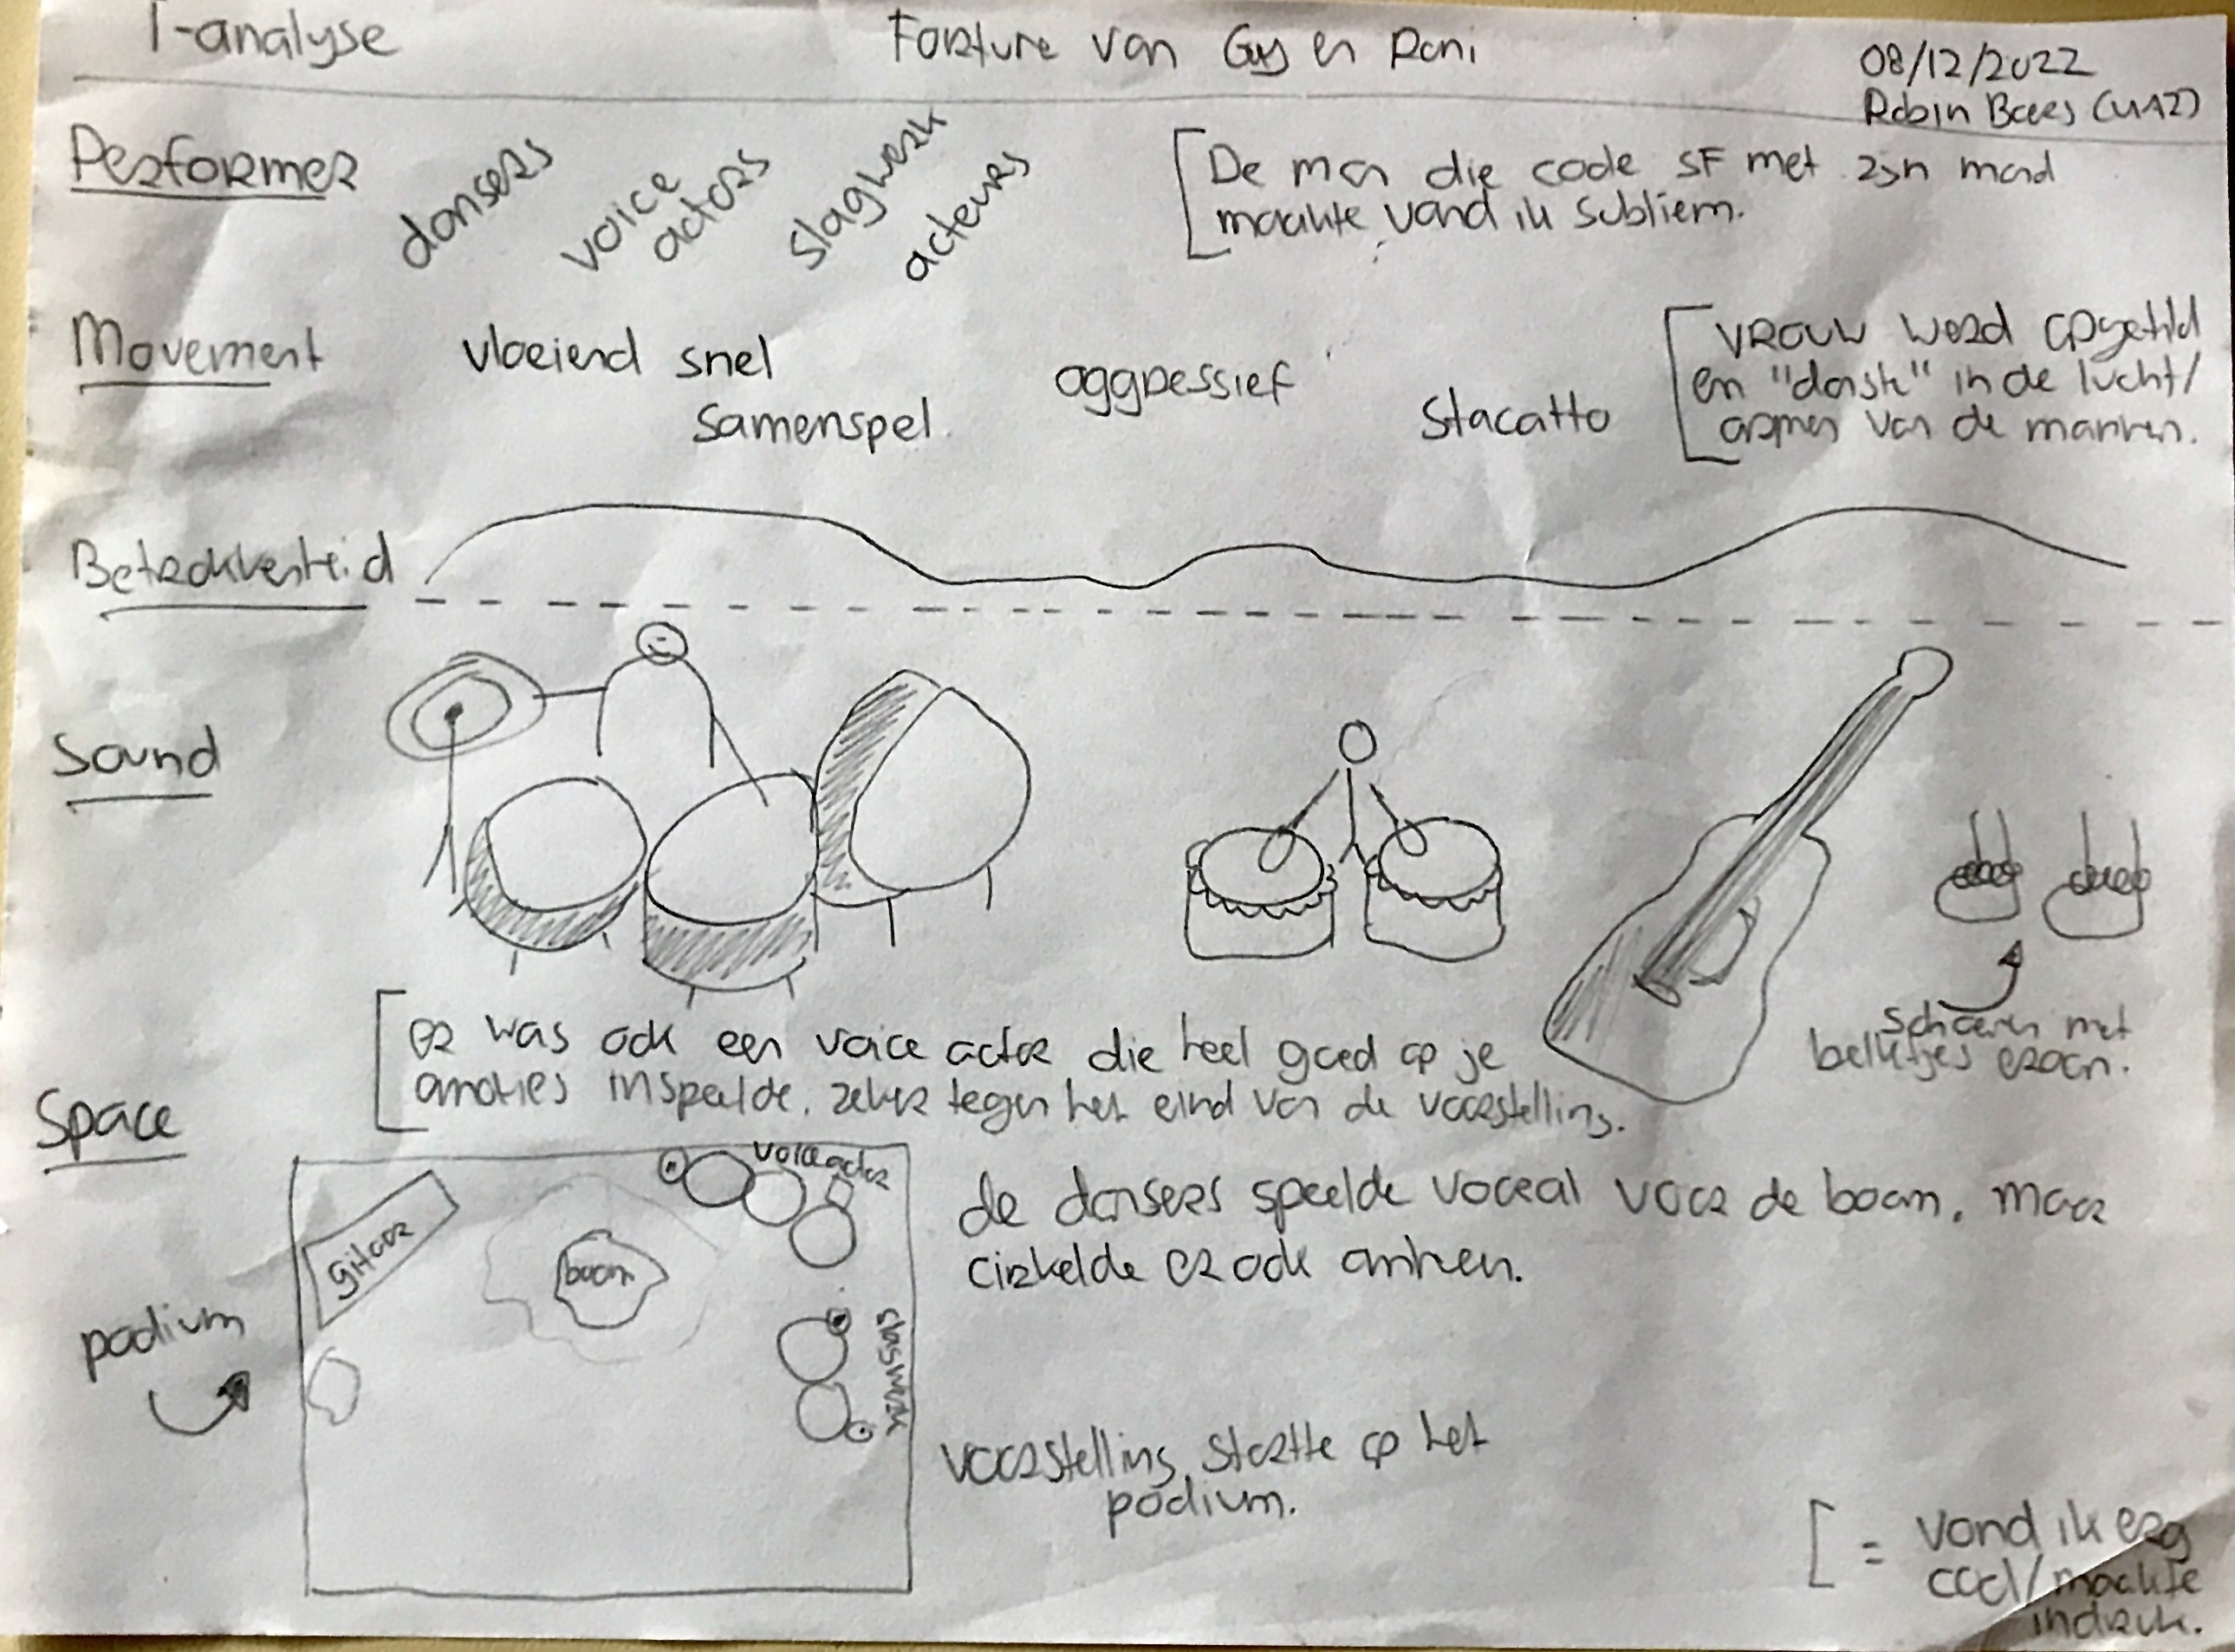 T-analyse
Forture van Guy en Roni
08/12/2022
Robin Baers (U12)
Performer
dansers
voice
actors
slagwerk
acteurs
De man die code SF met zijn mond
maakte vond ik subliem.
Movement
vloeiend snel
samenspel.
aggressief
stacatto
VROUW werd opgetild
en "danste" in de lucht/
armen van de mannen.
Betrokkenheid
Sound
schoenen met
belletjes eraan.
er was ook een voice actor die heel goed op je
emoties inspeelde. zeker tegen het eind van de voorstelling.
Space
voice actor
gitaar
boom
slagwerk
podium
de dansers speelde vooral voor de boom, maar
cirkelde er ook omheen.
voorstelling startte op het
podium.
[ = vond ik erg
cool/maakte
indruk.